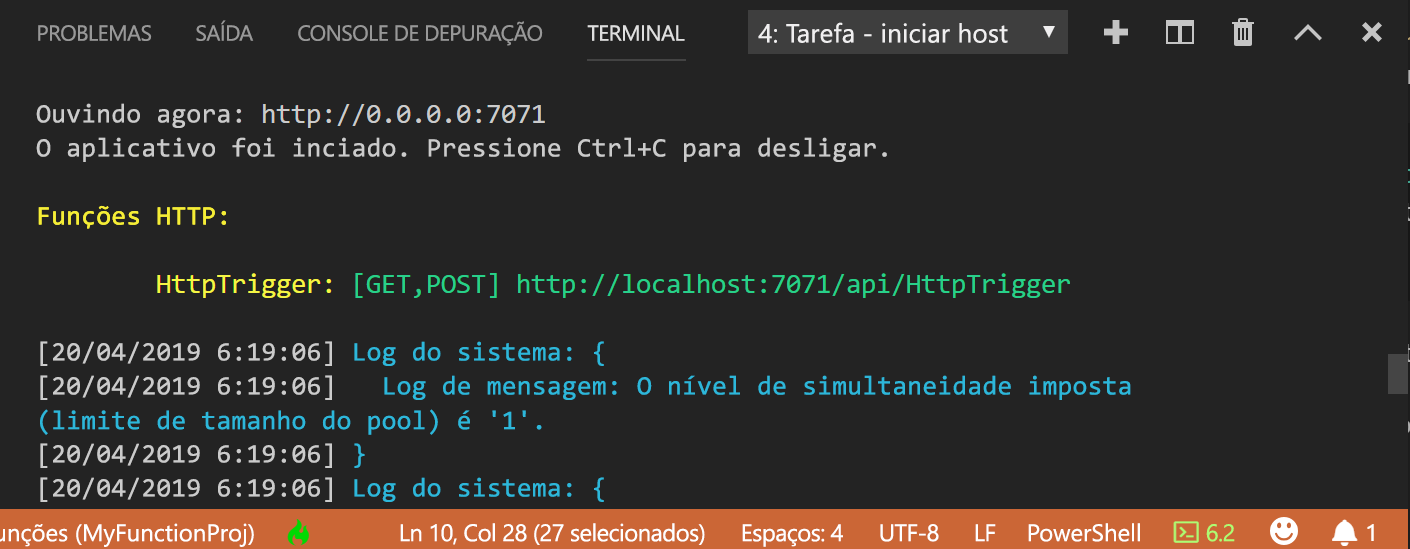 PROBLEMAS SAÍDA CONSOLE DE DEPURAÇÃO TERMINAL 4: Tarefa - iniciar host
Ouvindo agora: http://0.0.0.0:7071
O aplicativo foi inciado. Pressione Ctrl+C para desligar.
Funções HTTP:
HttpTrigger: [GET,POST] http://localhost:7071/api/HttpTrigger
[20/04/2019 6:19:06] Log do sistema: {
[20/04/2019 6:19:06] Log de mensagem: O nível de simultaneidade imposta
(limite de tamanho do pool) é '1'.
[20/04/2019 6:19:06] }
[20/04/2019 6:19:06] Log do sistema: {
unções (MyFunctionProj) Ln 10, Col 28 (27 selecionados) Espaços: 4 UTF-8 LF PowerShell 6.2 1